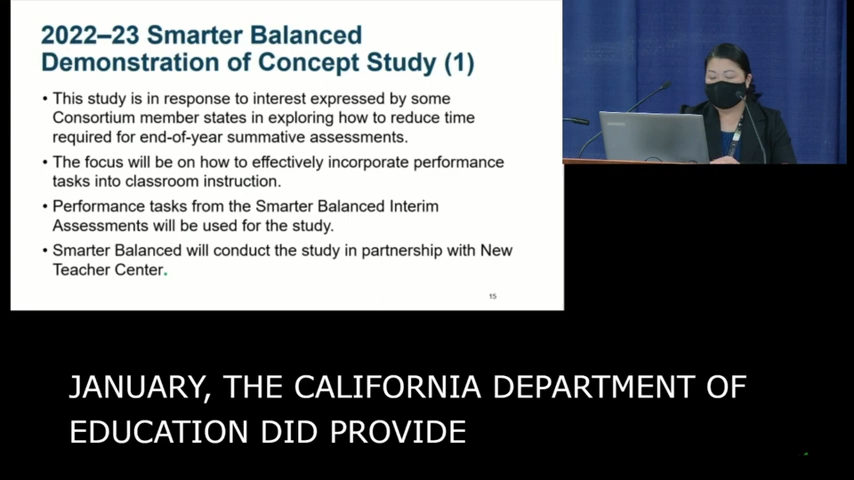 2022–23 Smarter Balanced
Demonstration of Concept Study (1)
• This study is in response to interest expressed by some
Consortium member states in exploring how to reduce time
required for end-of-year summative assessments.
• The focus will be on how to effectively incorporate performance
tasks into classroom instruction.
• Performance tasks from the Smarter Balanced Interim
Assessments will be used for the study.
• Smarter Balanced will conduct the study in partnership with New
Teacher Center.
15
JANUARY, THE CALIFORNIA DEPARTMENT OF
EDUCATION DID PROVIDE